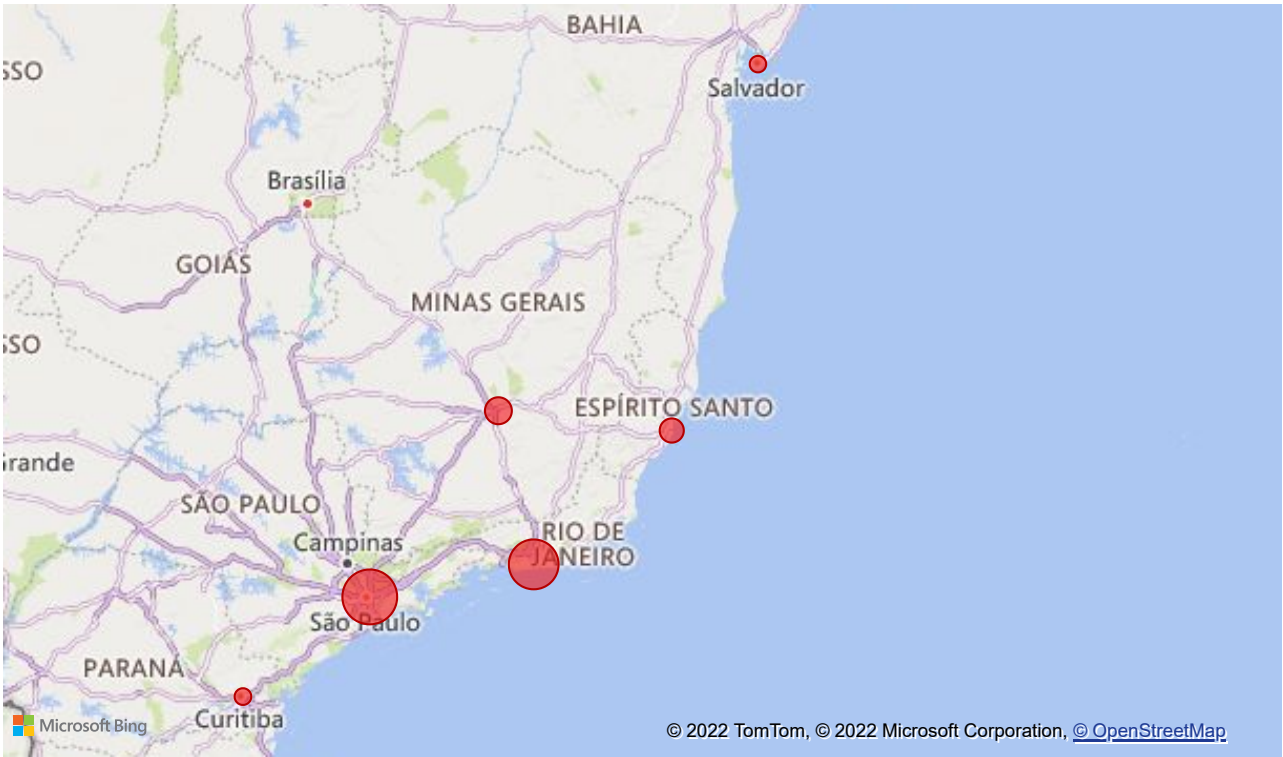 BAHIA
SSO
Salvador
Brasília
GOIÁS
MINAS GERAIS
SSO
ESPÍRITO SANTO
rande
SÃO PAULO
RIO DE
JANEIRO
Campinas
São Paulo
PARANÁ
Curitiba
Microsoft Bing
© 2022 TomTom, © 2022 Microsoft Corporation, © OpenStreetMap